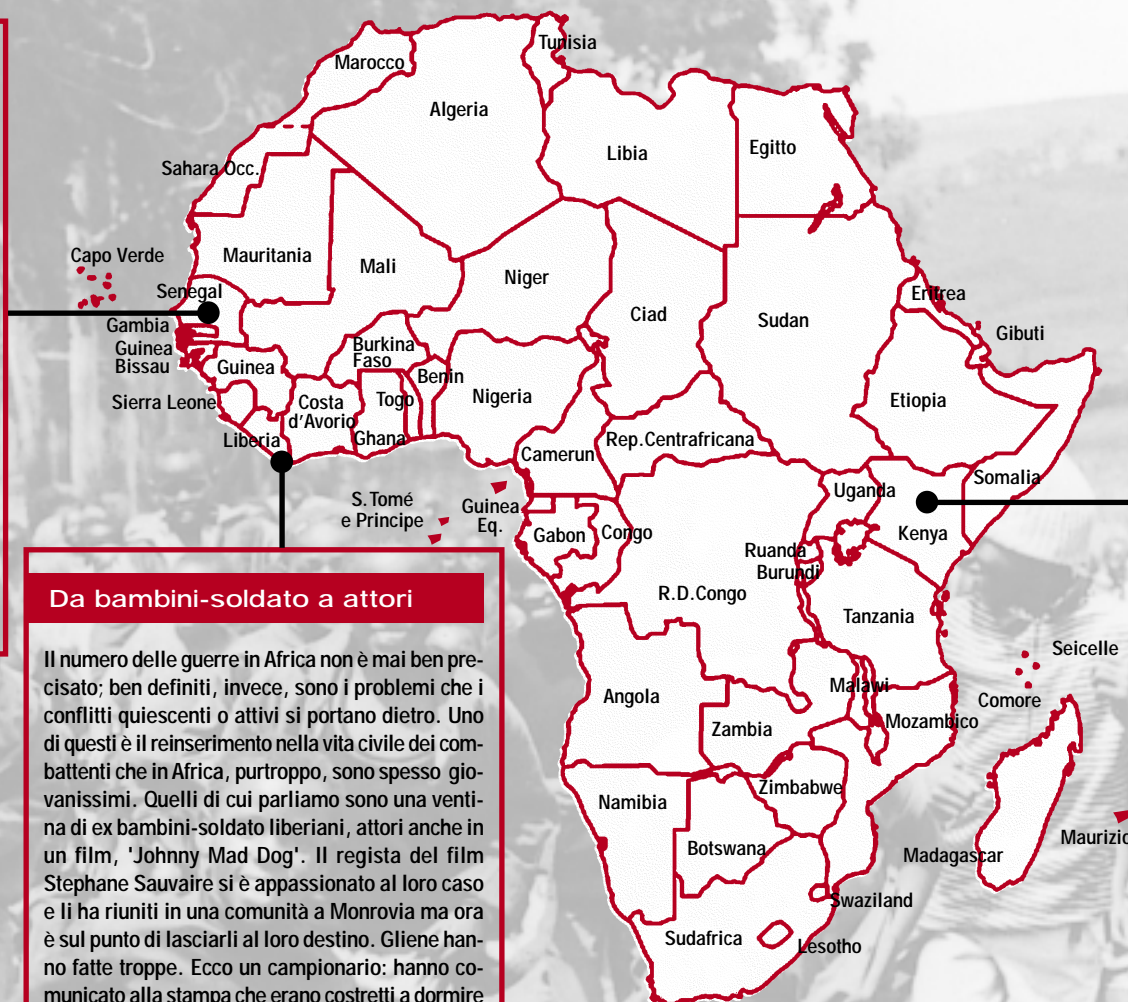 Tunisia
Marocco
Algeria
Libia
Egitto
Sahara Occ.
Capo Verde
Mauritania
Mali
Niger
Ciad
Sudan
Eritrea
Gibuti
Senegal
Gambia
Guinea
Bissau
Guinea
Burkina
Faso
Benin
Nigeria
Etiopia
Sierra Leone
Costa
d'Avorio
Togo
Ghana
Liberia
Camerun
Rep.Centrafricana
Somalia
Uganda
Kenya
S.Tomé
e Principe
Guinea
Eq.
Gabon
Congo
Ruanda
Burundi
R.D.Congo
Tanzania
Seicelle
Comore
Angola
Malawi
Zambia
Mozambico
Namibia
Zimbabwe
Botswana
Madagascar
Maurizio
Swaziland
Sudafrica
Lesotho
Da bambini-soldato a attori
Il numero delle guerre in Africa non è mai ben pre-
cisato; ben definiti, invece, sono i problemi che i
conflitti quiescenti o attivi si portano dietro. Uno
di questi è il reinserimento nella vita civile dei com-
battenti che in Africa, purtroppo, sono spesso gio-
vanissimi. Quelli di cui parliamo sono una venti-
na di ex bambini-soldato liberiani, attori anche in
un film, 'Johnny Mad Dog'. Il regista del film
Stephane Sauvaire si è appassionato al loro caso
e li ha riuniti in una comunità a Monrovia ma ora
è sul punto di lasciarli al loro destino. Gliene han-
no fatte troppe. Ecco un campionario: hanno co-
municato alla stampa che erano costretti a dormire